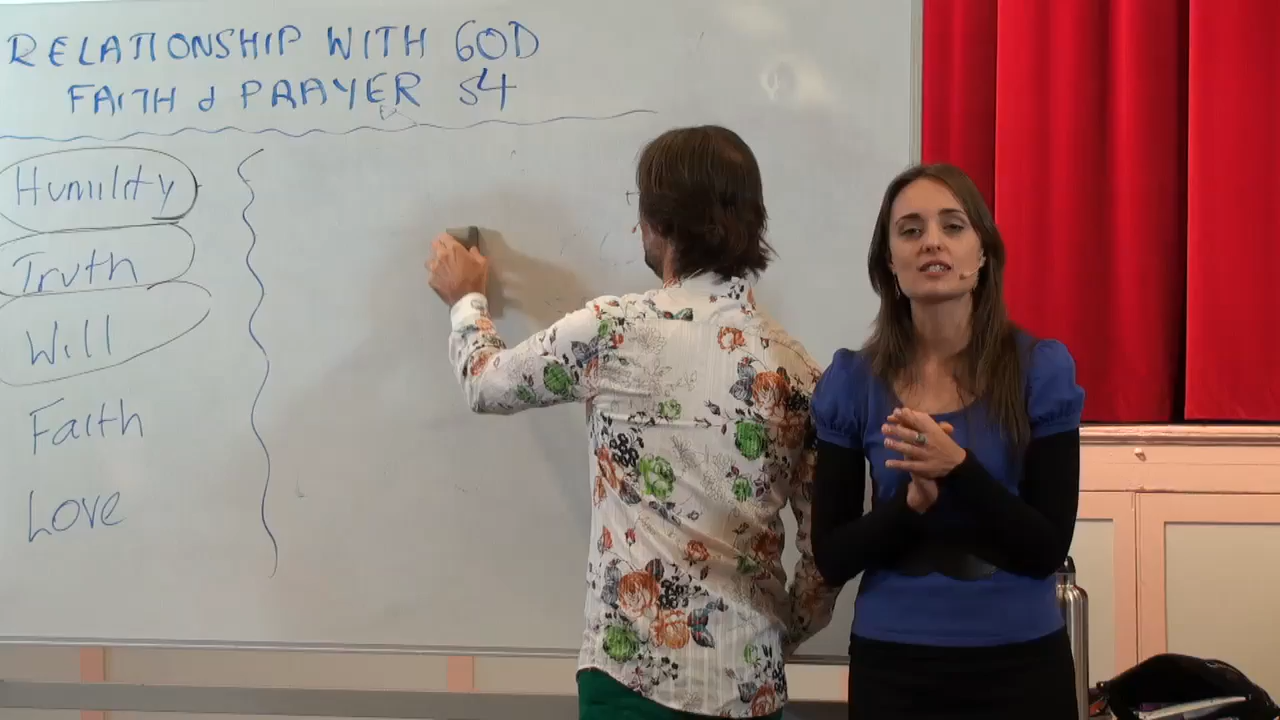 RELATIONSHIP WITH GOD
FAITH & PRAYER S4
Humility
Truth
Will
Faith
Love